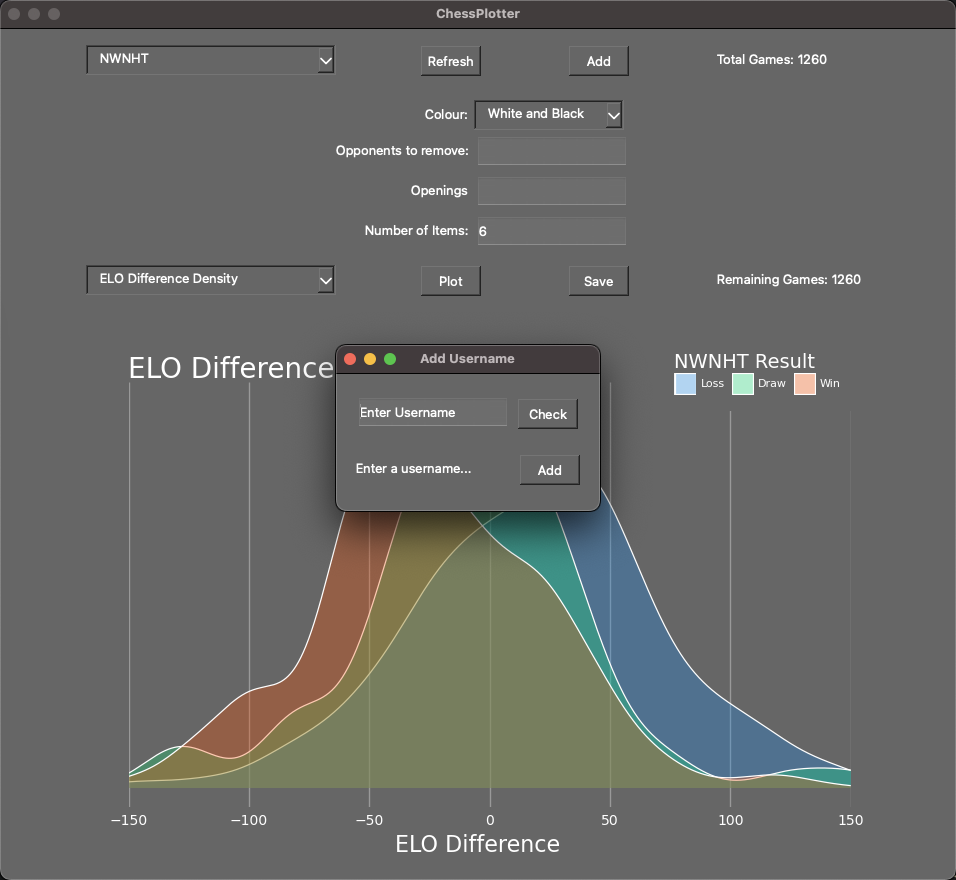 ChessPlotter
NWNHT Refresh Add Total Games: 1260
Colour: White and Black
Opponents to remove:
Openings
Number of Items: 6
ELO Difference Density Plot Save Remaining Games: 1260
ELO Difference
NWNHT Result
Loss Draw Win
Add Username
Enter Username Check
Enter a username... Add
−150 −100 −50 0 50 100 150
ELO Difference